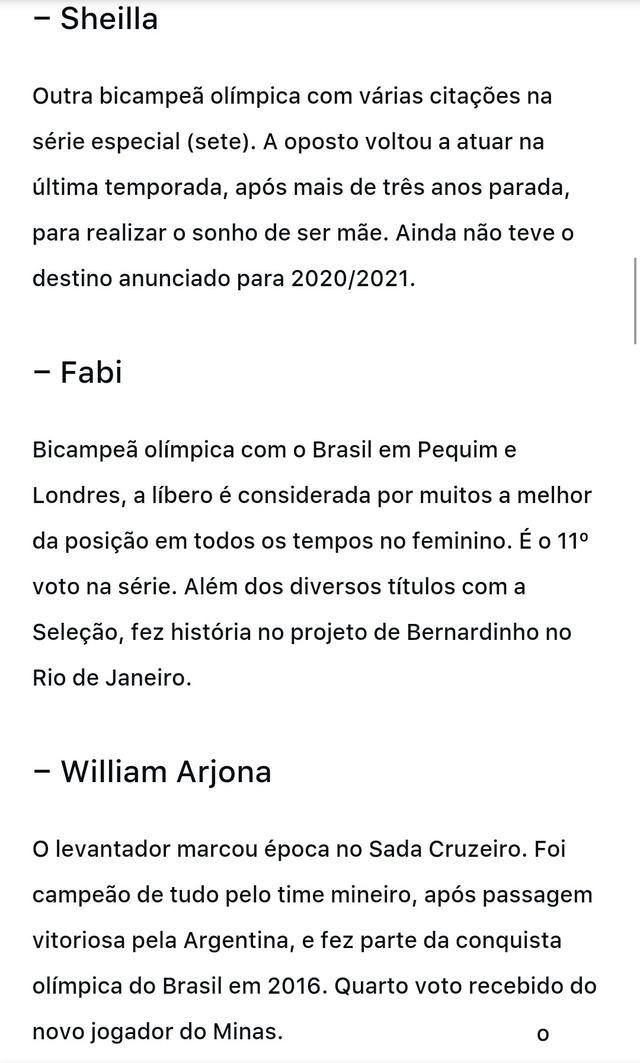 – Sheilla
Outra bicampeã olímpica com várias citações na
série especial (sete). A oposto voltou a atuar na
última temporada, após mais de três anos parada,
para realizar o sonho de ser mãe. Ainda não teve o
destino anunciado para 2020/2021.
– Fabi
Bicampeã olímpica com o Brasil em Pequim e
Londres, a líbero é considerada por muitos a melhor
da posição em todos os tempos no feminino. É o 11º
voto na série. Além dos diversos títulos com a
Seleção, fez história no projeto de Bernardinho no
Rio de Janeiro.
– William Arjona
O levantador marcou época no Sada Cruzeiro. Foi
campeão de tudo pelo time mineiro, após passagem
vitoriosa pela Argentina, e fez parte da conquista
olímpica do Brasil em 2016. Quarto voto recebido do
novo jogador do Minas. o